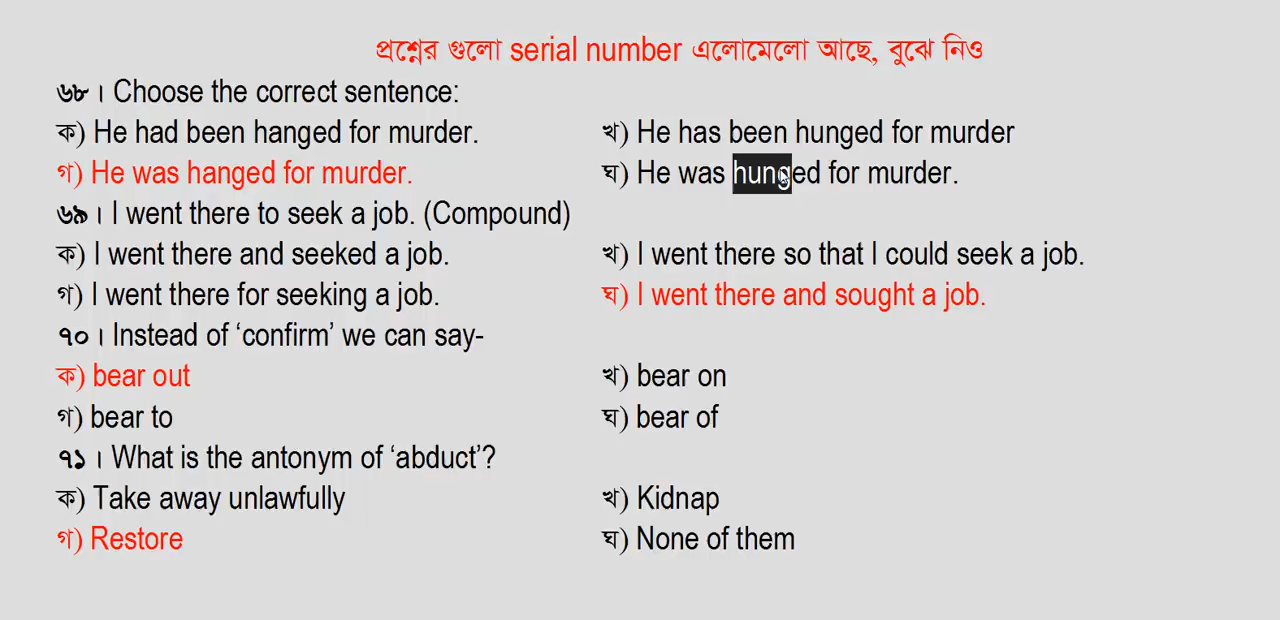 প্রশ্নের গুলো serial number এলোমেলো আছে, বুঝে নিও
৬৮। Choose the correct sentence:
ক) He had been hanged for murder. খ) He has been hunged for murder
গ) He was hanged for murder. ঘ) He was hunged for murder.
৬৯। I went there to seek a job. (Compound)
ক) I went there and seeked a job. খ) I went there so that I could seek a job.
গ) I went there for seeking a job. ঘ) I went there and sought a job.
৭০। Instead of ‘confirm’ we can say-
ক) bear out খ) bear on
গ) bear to ঘ) bear of
৭১। What is the antonym of ‘abduct’?
ক) Take away unlawfully খ) Kidnap
গ) Restore ঘ) None of them